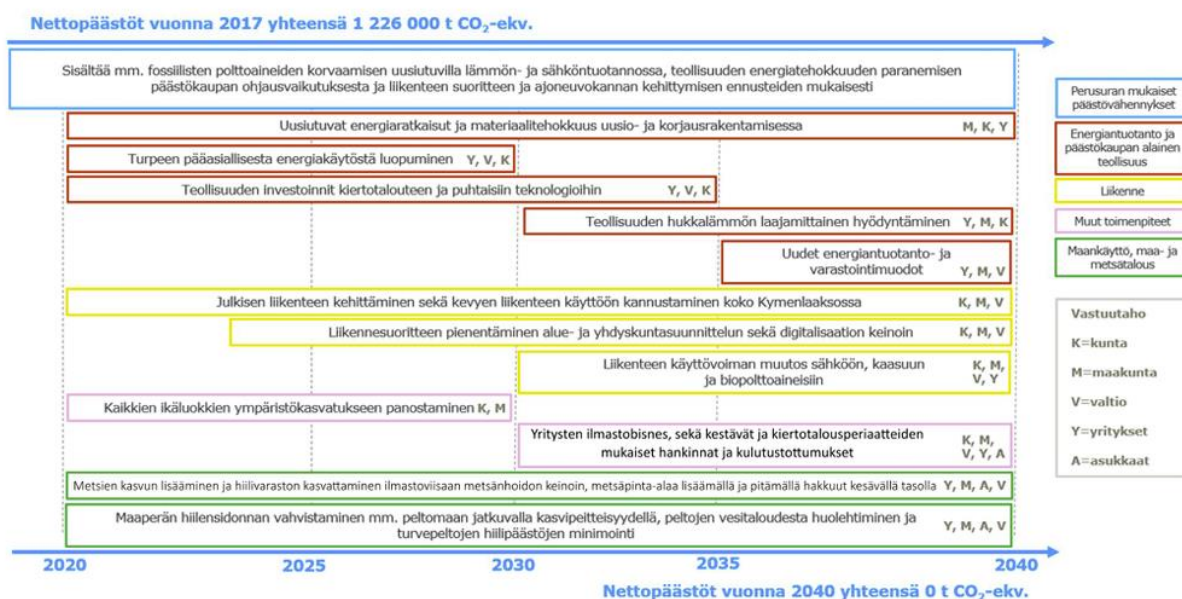 Nettopäästöt vuonna 2017 yhteensä 1 226 000 t CO₂-ekv.
Sisältää mm. fossiilisten polttoaineiden korvaamisen uusiutuvilla lämmön- ja sähköntuotannossa, teollisuuden energiatehokkuuden paranemisen
päästökaupan ohjausvaikutuksesta ja liikenteen suoritteen ja ajoneuvokannan kehittymisen ennusteiden mukaisesti
Uusiutuvat energiaratkaisut ja materiaalitehokkuus uusio- ja korjausrakentamisessa M, K, Y
Turpeen pääasiallisesta energiakäytöstä luopuminen Y, V, K
Teollisuuden investoinnit kiertotalouteen ja puhtaisiin teknologioihin Y, V, K
Teollisuuden hukkalämmön laajamittainen hyödyntäminen Y, M, K
Uudet energiantuotanto- ja
varastointimuodot Y, M, V
Julkisen liikenteen kehittäminen sekä kevyen liikenteen käyttöön kannustaminen koko Kymenlaaksossa K, M, V
Liikennesuoritteen pienentäminen alue- ja yhdyskuntasuunnittelun sekä digitalisaation keinoin K, M, V
Liikenteen käyttövoiman muutos sähköön, kaasuun K, M,
ja biopolttoaineisiin V, Y
Kaikkien ikäluokkien ympäristökasvatukseen panostaminen K, M
Yritysten ilmastobisnes, sekä kestävät ja kiertotalousperiaatteiden K, M,
mukaiset hankinnat ja kulutustottumukset V, Y, A
Metsien kasvun lisääminen ja hiilivaraston kasvattaminen ilmastoviisaan metsänhoidon keinoin, metsäpinta-alaa lisäämällä ja pitämällä hakkuut kesävällä tasolla Y, M, A, V
Maaperän hiilensidonnan vahvistaminen mm. peltomaan jatkuvalla kasvipeitteisyydellä, peltojen vesitaloudesta huolehtiminen ja
turvepeltojen hiilipäästöjen minimointi Y, M, A, V
2020 2025 2030 2035 2040
Nettopäästöt vuonna 2040 yhteensä 0 t CO₂-ekv.
Perusuran mukaiset
päästövähennykset
Energiantuotanto ja
päästökaupan alainen
teollisuus
Liikenne
Muut toimenpiteet
Maankäyttö, maa- ja
metsätalous
Vastuutaho
K=kunta
M=maakunta
V=valtio
Y=yritykset
A=asukkaat